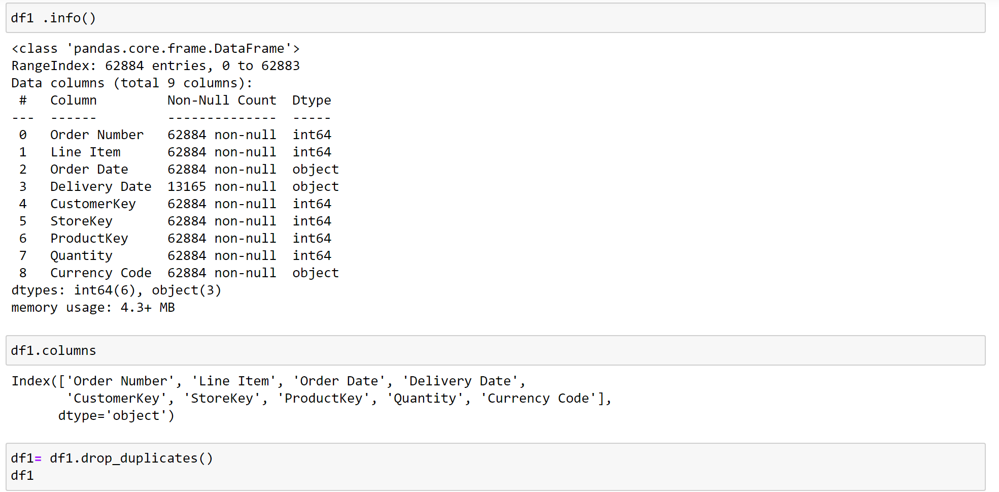 df1 .info()
<class 'pandas.core.frame.DataFrame'>
RangeIndex: 62884 entries, 0 to 62883
Data columns (total 9 columns):
 #   Column         Non-Null Count  Dtype
---  ------         --------------  -----
 0   Order Number   62884 non-null  int64
 1   Line Item      62884 non-null  int64
 2   Order Date     62884 non-null  object
 3   Delivery Date  13165 non-null  object
 4   CustomerKey    62884 non-null  int64
 5   StoreKey       62884 non-null  int64
 6   ProductKey     62884 non-null  int64
 7   Quantity       62884 non-null  int64
 8   Currency Code  62884 non-null  object
dtypes: int64(6), object(3)
memory usage: 4.3+ MB
df1.columns
Index(['Order Number', 'Line Item', 'Order Date', 'Delivery Date',
       'CustomerKey', 'StoreKey', 'ProductKey', 'Quantity', 'Currency Code'],
      dtype='object')
df1= df1.drop_duplicates()
df1